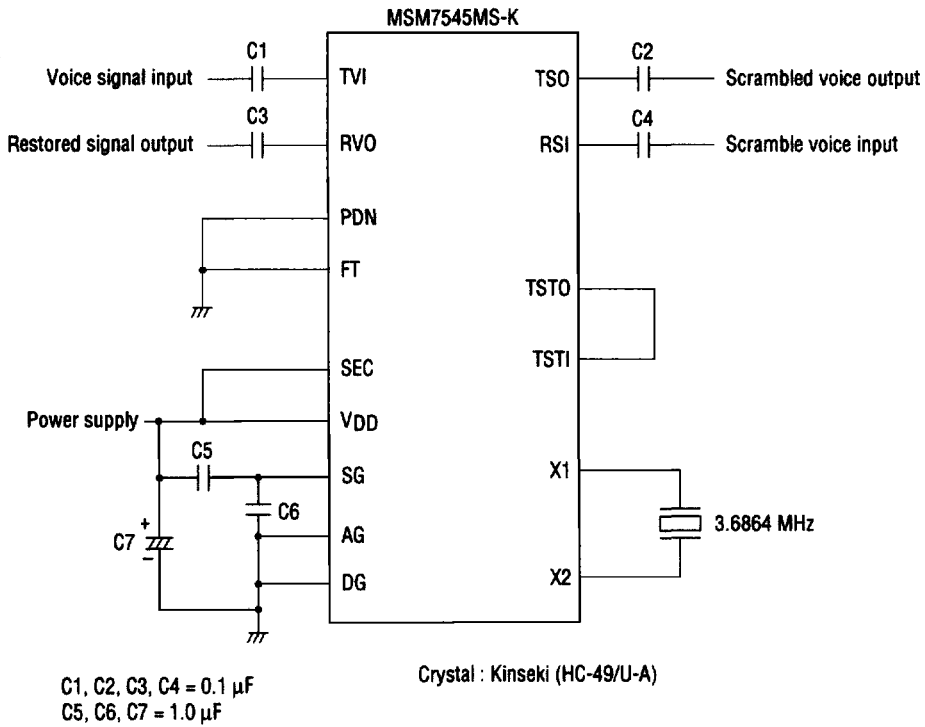 MSM7545MS-K
C1
Voice signal input
TVI
C3
Restored signal output
RVO
PDN
FT
SEC
Power supply
VDD
C5
SG
C6
AG
+
C7
–
DG
C2
TSO
Scrambled voice output
C4
RSI
Scramble voice input
TSTO
TSTI
X1
3.6864 MHz
X2
C1, C2, C3, C4 = 0.1 µF
C5, C6, C7 = 1.0 µF
Crystal : Kinseki (HC-49/U-A)